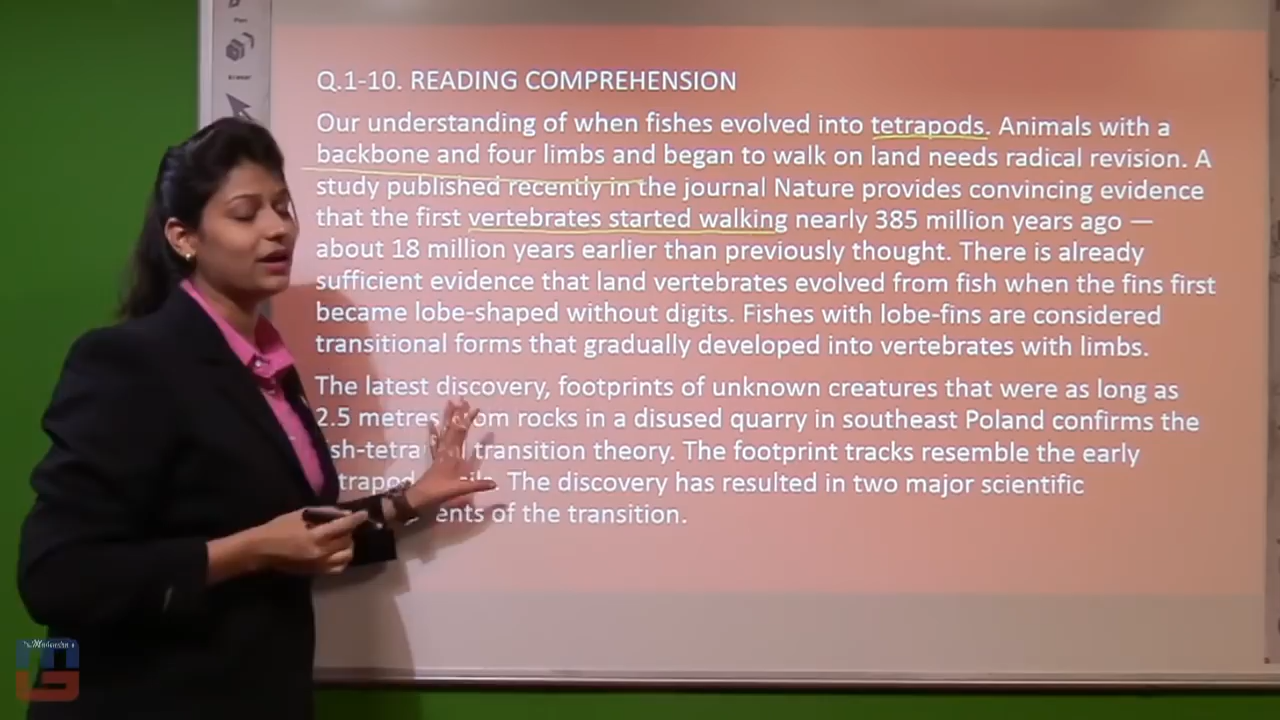 Pen
Eraser
Q.1-10. READING COMPREHENSION
Our understanding of when fishes evolved into tetrapods. Animals with a
backbone and four limbs and began to walk on land needs radical revision. A
study published recently in the journal Nature provides convincing evidence
that the first vertebrates started walking nearly 385 million years ago —
about 18 million years earlier than previously thought. There is already
sufficient evidence that land vertebrates evolved from fish when the fins first
became lobe-shaped without digits. Fishes with lobe-fins are considered
transitional forms that gradually developed into vertebrates with limbs.
The latest discovery, footprints of unknown creatures that were as long as
2.5 metres from rocks in a disused quarry in southeast Poland confirms the
transition theory. The footprint tracks resemble the early
The discovery has resulted in two major scientific
of the transition.
MG